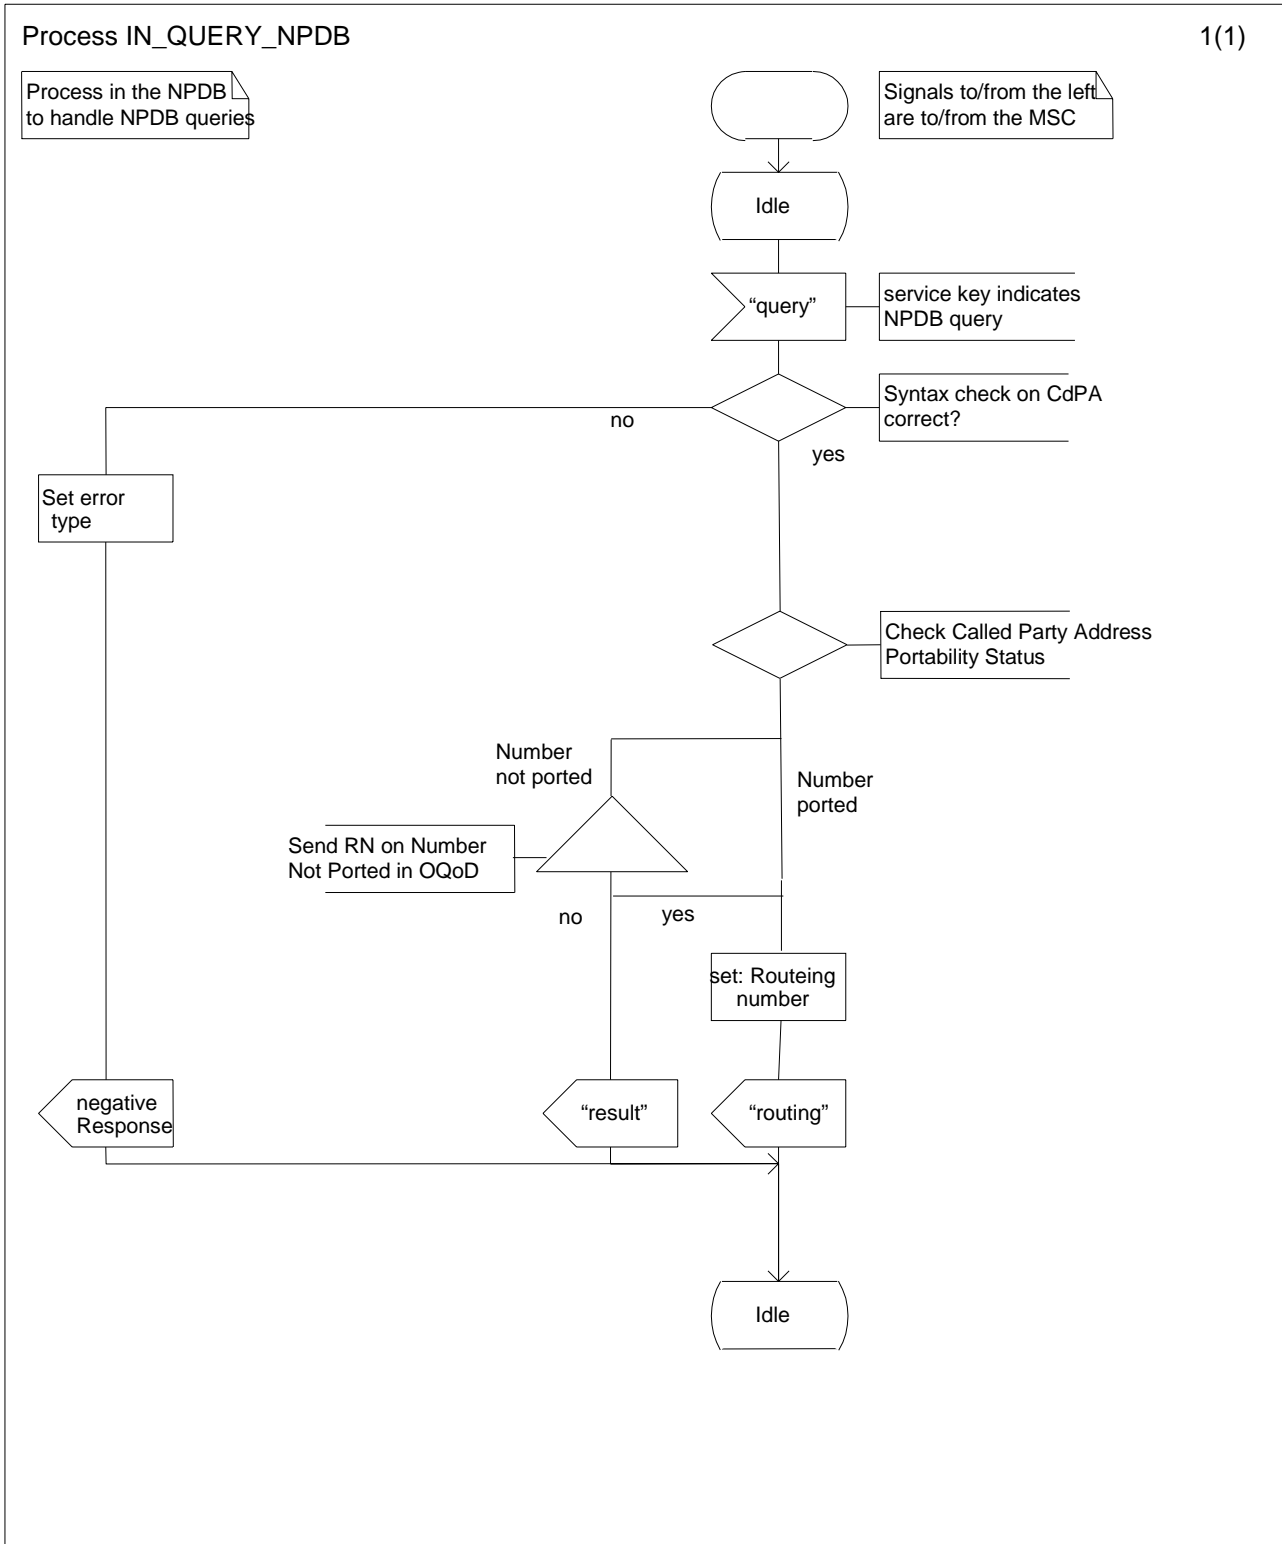 Process IN_QUERY_NPDB
1(1)
Process in the NPDB
to handle NPDB queries
Signals to/from the left
are to/from the MSC
Idle
“query”
service key indicates
NPDB query
Syntax check on CdPA
correct?
no
yes
Set error
type
Check Called Party Address
Portability Status
Number
not ported
Number
ported
Send RN on Number
Not Ported in OQoD
no
yes
set: Routeing
number
negative
Response
“result”
“routing”
Idle